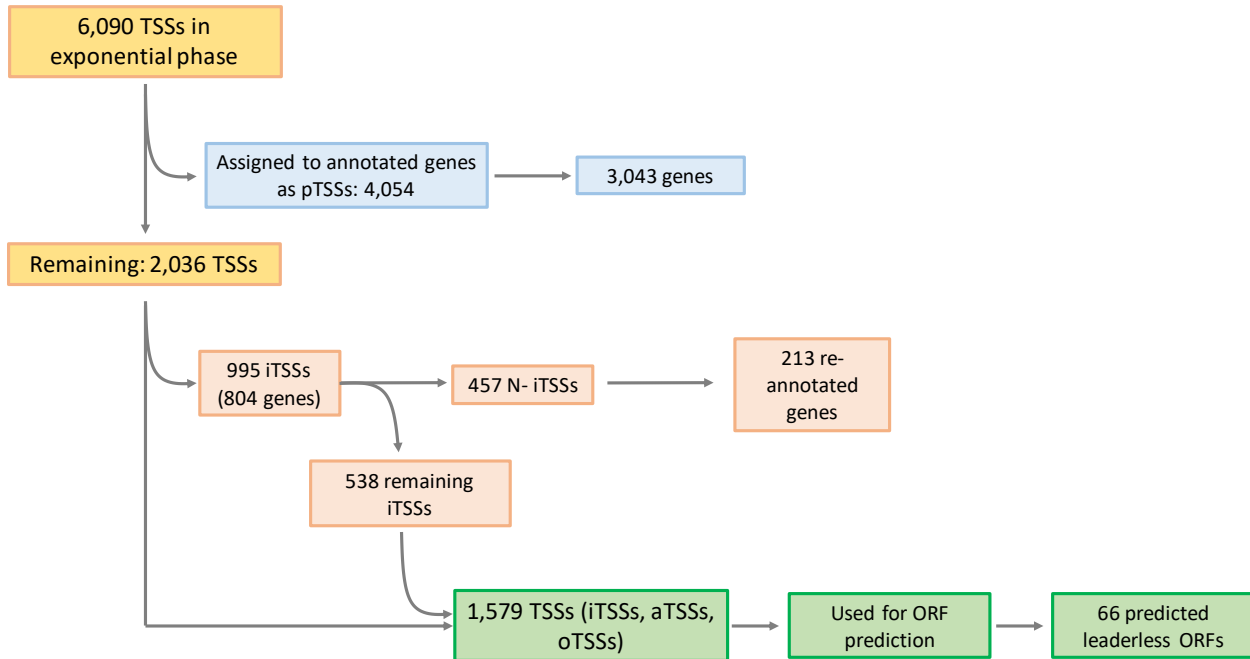 6,090 TSSs in
exponential phase
Assigned to annotated genes
as pTSSs: 4,054
3,043 genes
Remaining: 2,036 TSSs
995 iTSSs
(804 genes)
457 N- iTSSs
213 re-
annotated
genes
538 remaining
iTSSs
1,579 TSSs (iTSSs, aTSSs,
oTSSs)
Used for ORF
prediction
66 predicted
leaderless ORFs